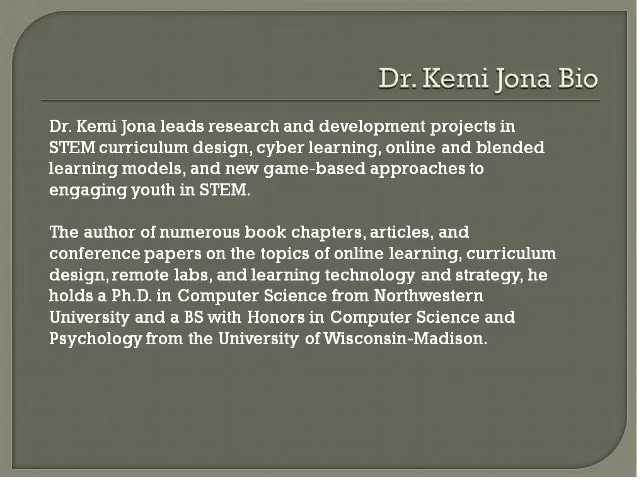 Dr. Kemi Jona Bio
Dr. Kemi Jona leads research and development projects in
STEM curriculum design, cyber learning, online and blended
learning models, and new game-based approaches to
engaging youth in STEM.
The author of numerous book chapters, articles, and
conference papers on the topics of online learning, curriculum
design, remote labs, and learning technology and strategy, he
holds a Ph.D. in Computer Science from Northwestern
University and a BS with Honors in Computer Science and
Psychology from the University of Wisconsin-Madison.